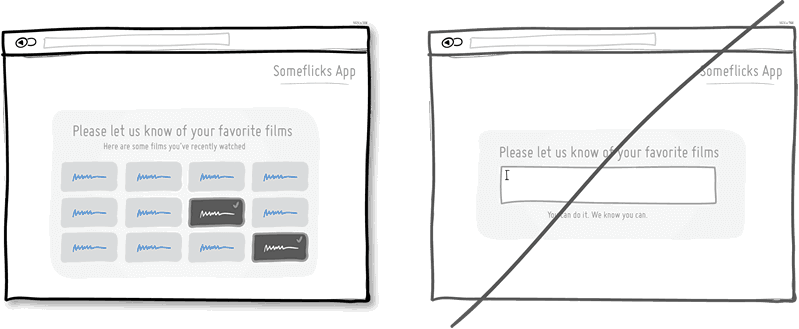 Someflicks App
Please let us know of your favorite films
Here are some films you've recently watched
Someflicks App
Please let us know of your favorite films
You can do it. We know you can.